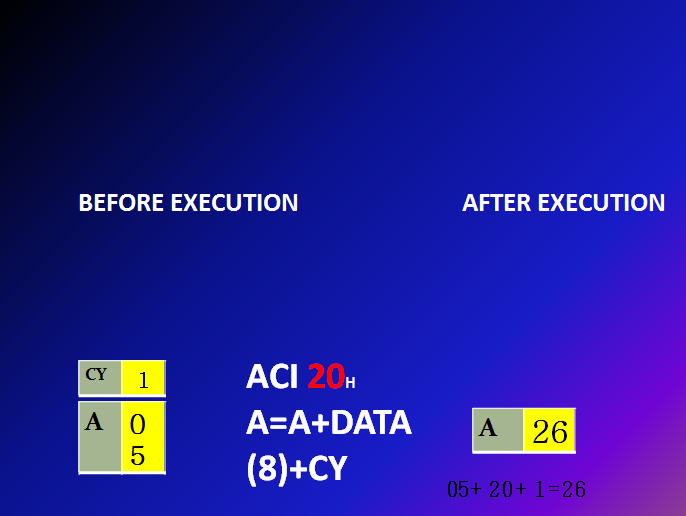 BEFORE EXECUTION
AFTER EXECUTION
CY 1
A 0
5
ACI 20H
A=A+DATA
(8)+CY
A 26
05+ 20+ 1=26